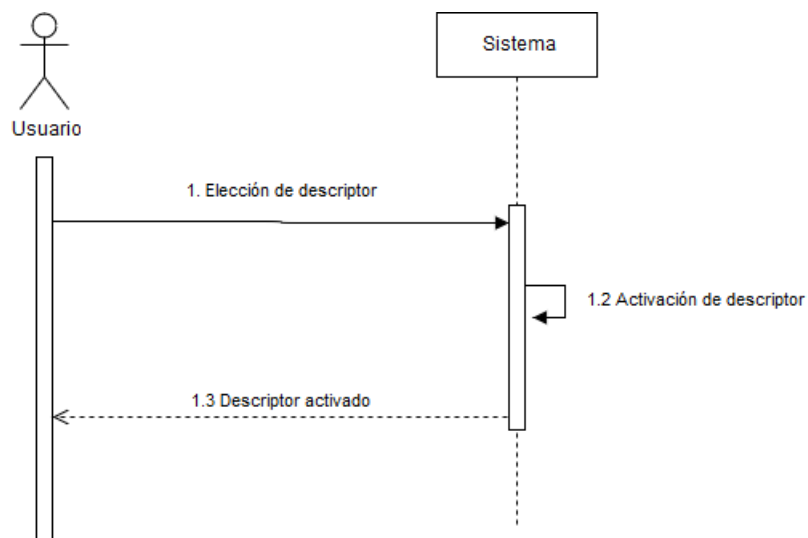 Sistema
Usuario
1. Elección de descriptor
1.2 Activación de descriptor
1.3 Descriptor activado